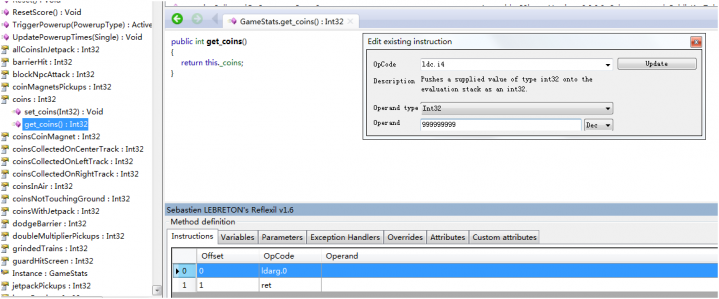 ResetScore() : Void
TriggerPowerup(PowerupType) : Active
UpdatePowerupTimes(Single) : Void
allCoinsInJetpack : Int32
barrierHit : Int32
blockNpcAttack : Int32
coinMagnetsPickups : Int32
coins : Int32
set_coins(Int32) : Void
get_coins() : Int32
coinsCoinMagnet : Int32
coinsCollectedOnCenterTrack : Int32
coinsCollectedOnLeftTrack : Int32
coinsCollectedOnRightTrack : Int32
coinsInAir : Int32
coinsNotTouchingGround : Int32
coinsWithJetpack : Int32
dodgeBarrier : Int32
doubleMultiplierPickups : Int32
grindedTrains : Int32
guardHitScreen : Int32
Instance : GameStats
jetpackPickups : Int32
GameStats.get_coins() : Int32
public int get_coins()
{
return this._coins;
}
Edit existing instruction
OpCode
ldc.i4
Update
Description
Pushes a supplied value of type int32 onto the
evaluation stack as an int32.
Operand type
Int32
Operand
999999999
Dec
Sebastien LEBRETON's Reflexil v1.6
Method definition
Instructions Variables Parameters Exception Handlers Overrides Attributes Custom attributes
Offset OpCode Operand
0 0 ldarg.0
1 1 ret